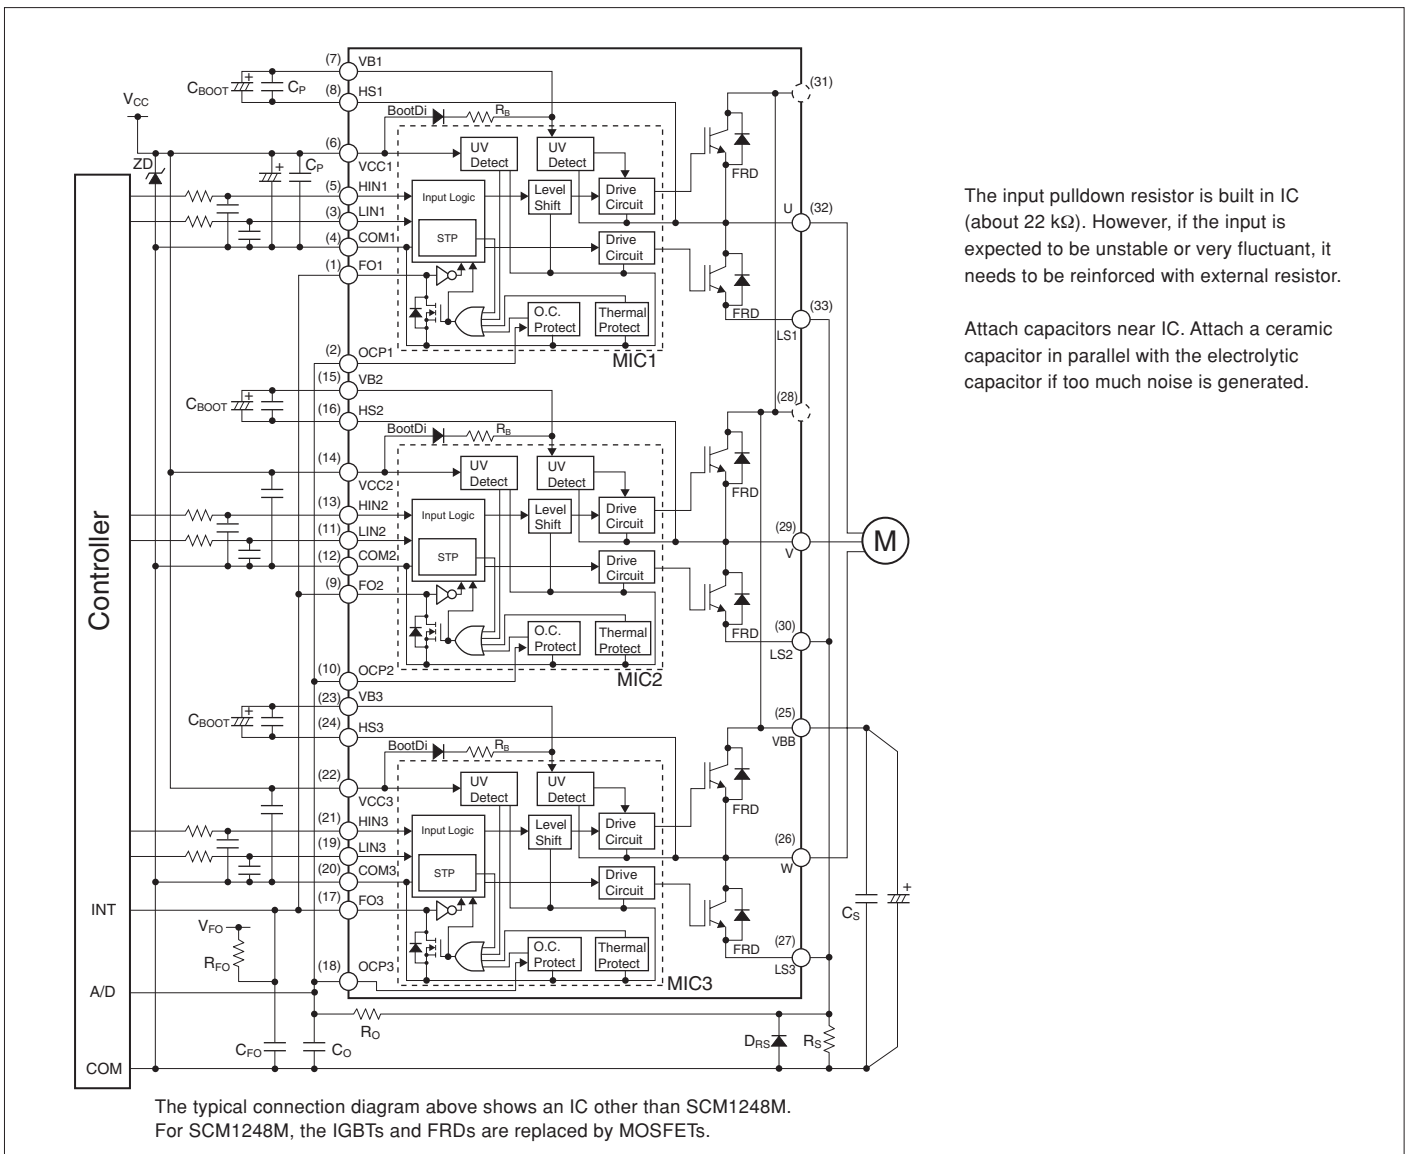 (7) VB1
CBOOT + CP
(8) HS1
VCC
BootDi RB
(6) VCC1
ZD + CP
UV Detect
UV Detect
(5) HIN1
(3) LIN1
(4) COM1
(1) FO1
Input Logic
STP
Level Shift
Drive Circuit
Drive Circuit
O.C. Protect
Thermal Protect
MIC1
(2) OCP1
FRD
FRD
(31)
U (32)
(33)
LS1
(15) VB2
CBOOT +
(16) HS2
BootDi RB
(14) VCC2
UV Detect
UV Detect
(13) HIN2
(11) LIN2
(12) COM2
(9) FO2
Input Logic
STP
Level Shift
Drive Circuit
Drive Circuit
O.C. Protect
Thermal Protect
MIC2
(10) OCP2
FRD
FRD
(28)
(29)
V
M
(30)
LS2
(23) VB3
CBOOT +
(24) HS3
BootDi RB
(22) VCC3
UV Detect
UV Detect
(21) HIN3
(19) LIN3
(20) COM3
(17) FO3
Input Logic
STP
Level Shift
Drive Circuit
Drive Circuit
O.C. Protect
Thermal Protect
MIC3
(18) OCP3
FRD
FRD
(25)
VBB
(26)
W
(27)
LS3
CS +
Controller
INT
VFO
RFO
A/D
RO
CFO CO
DRS RS
COM
The typical connection diagram above shows an IC other than SCM1248M.
For SCM1248M, the IGBTs and FRDs are replaced by MOSFETs.
The input pulldown resistor is built in IC
(about 22 kΩ). However, if the input is
expected to be unstable or very fluctuant, it
needs to be reinforced with external resistor.
Attach capacitors near IC. Attach a ceramic
capacitor in parallel with the electrolytic
capacitor if too much noise is generated.